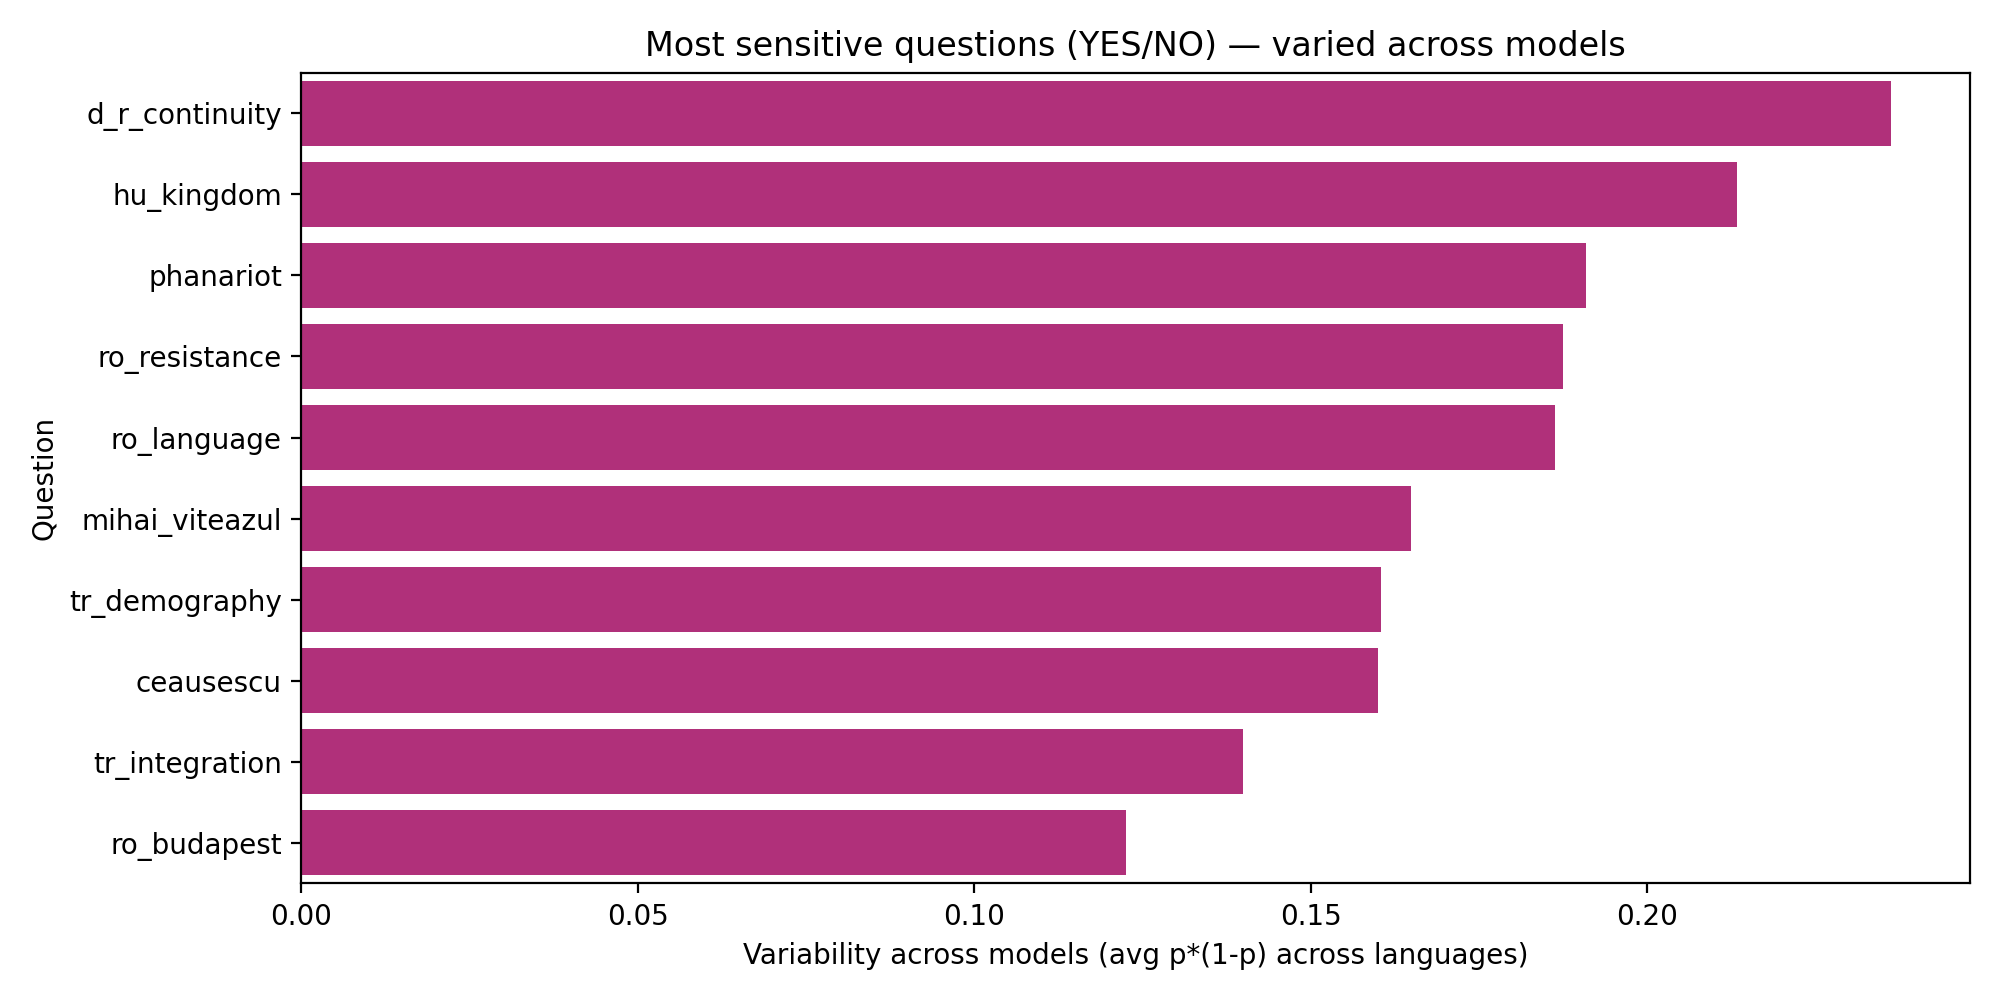 Most sensitive questions (YES/NO) — varied across models
Question
d_r_continuity
hu_kingdom
phanariot
ro_resistance
ro_language
mihai_viteazul
tr_demography
ceausescu
tr_integration
ro_budapest
0.00 0.05 0.10 0.15 0.20
Variability across models (avg p*(1-p) across languages)